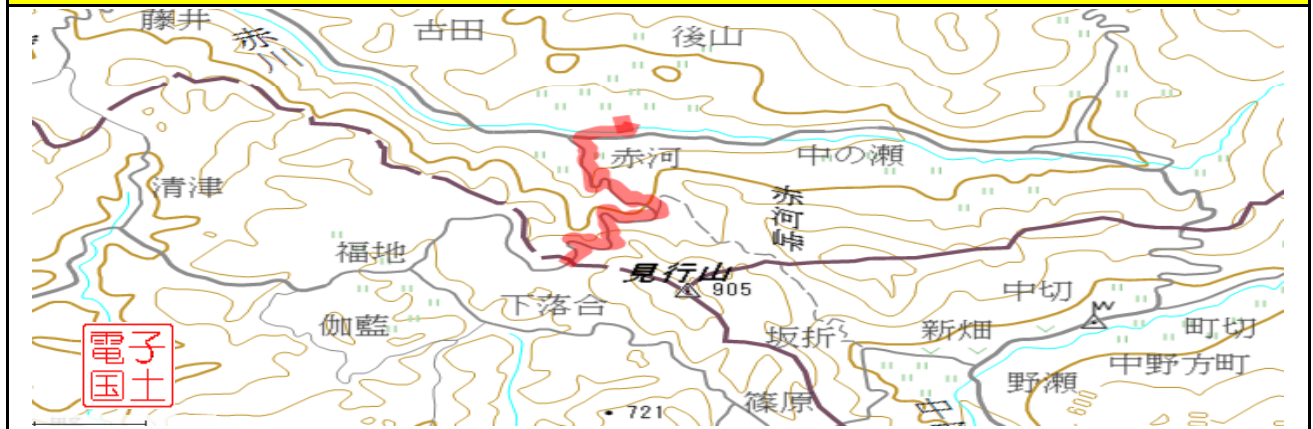 藤井
赤川
古田
後山
赤河
中の瀬
清津
赤河峠
福地
見行山
905
下落合
中切
伽藍
坂折
新畑
町切
中野方町
野瀬
篠原
721
600
電子
国土